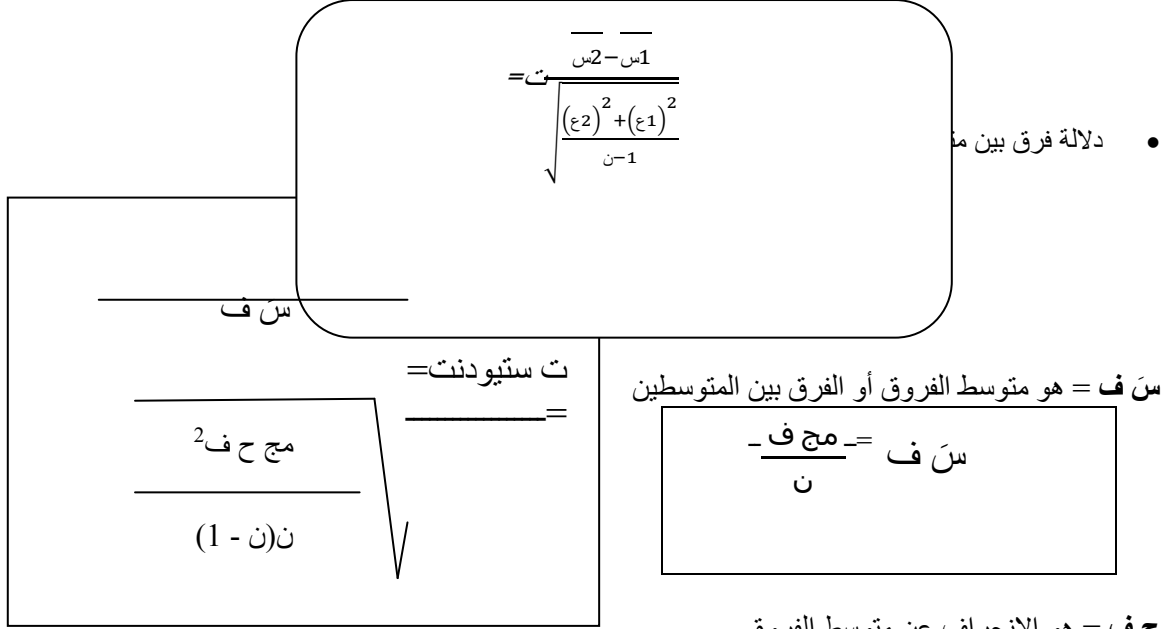 ت = (س1 − س2) / √(((ع1)² + (ع2)²) / (ن−1))
• دلالة فرق بين
سَ ف
ت ستيودنت=
ـــــــــــــــ=
مج ح ف²
ن(ن - 1)
سَ ف = هو متوسط الفروق أو الفرق بين المتوسطين
سَ ف = مج ف
ن
ح ف = هو الانحراف عن متوسط الفروق